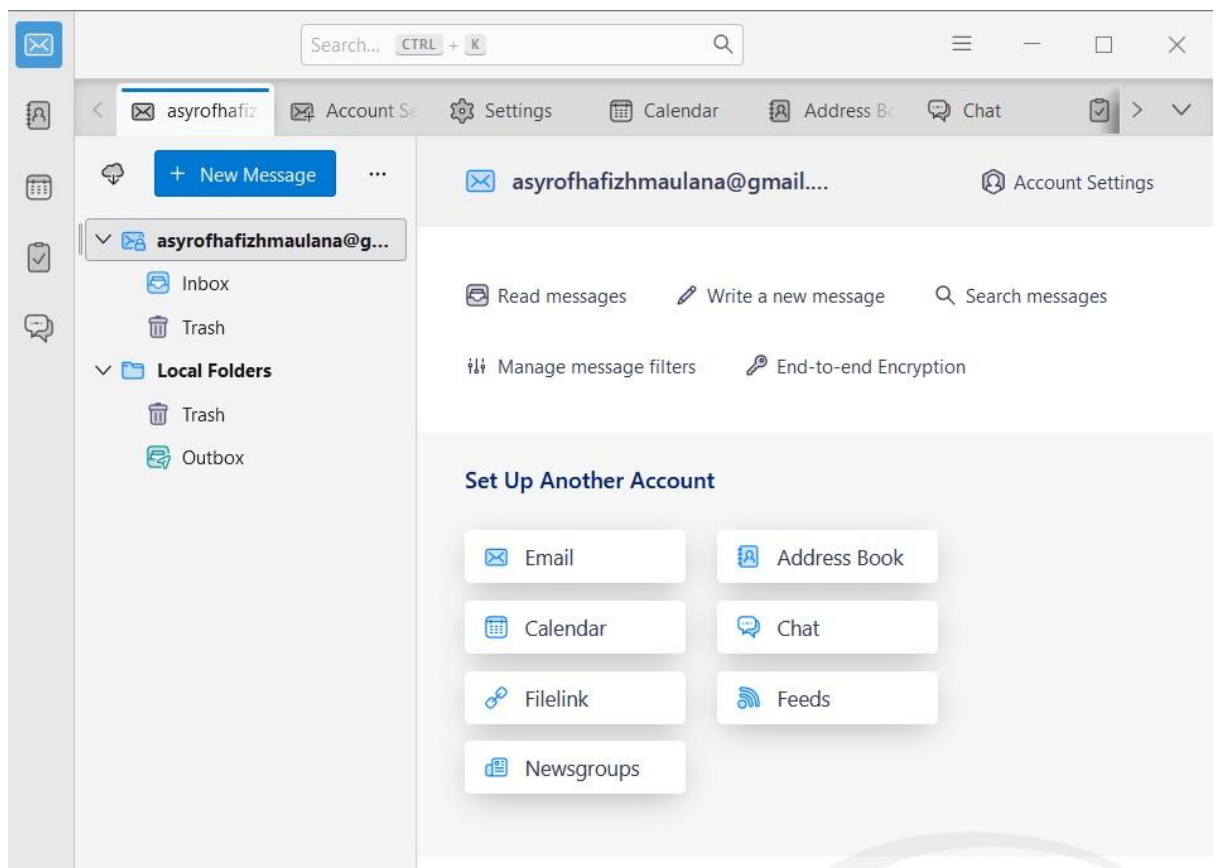 Search... CTRL + K
asyrofhafiz
Account Se
Settings
Calendar
Address Bo
Chat
+ New Message
asyrofhafizhmaulana@g...
Inbox
Trash
Local Folders
Trash
Outbox
asyrofhafizhmaulana@gmail....
Account Settings
Read messages
Write a new message
Search messages
Manage message filters
End-to-end Encryption
Set Up Another Account
Email
Address Book
Calendar
Chat
Filelink
Feeds
Newsgroups